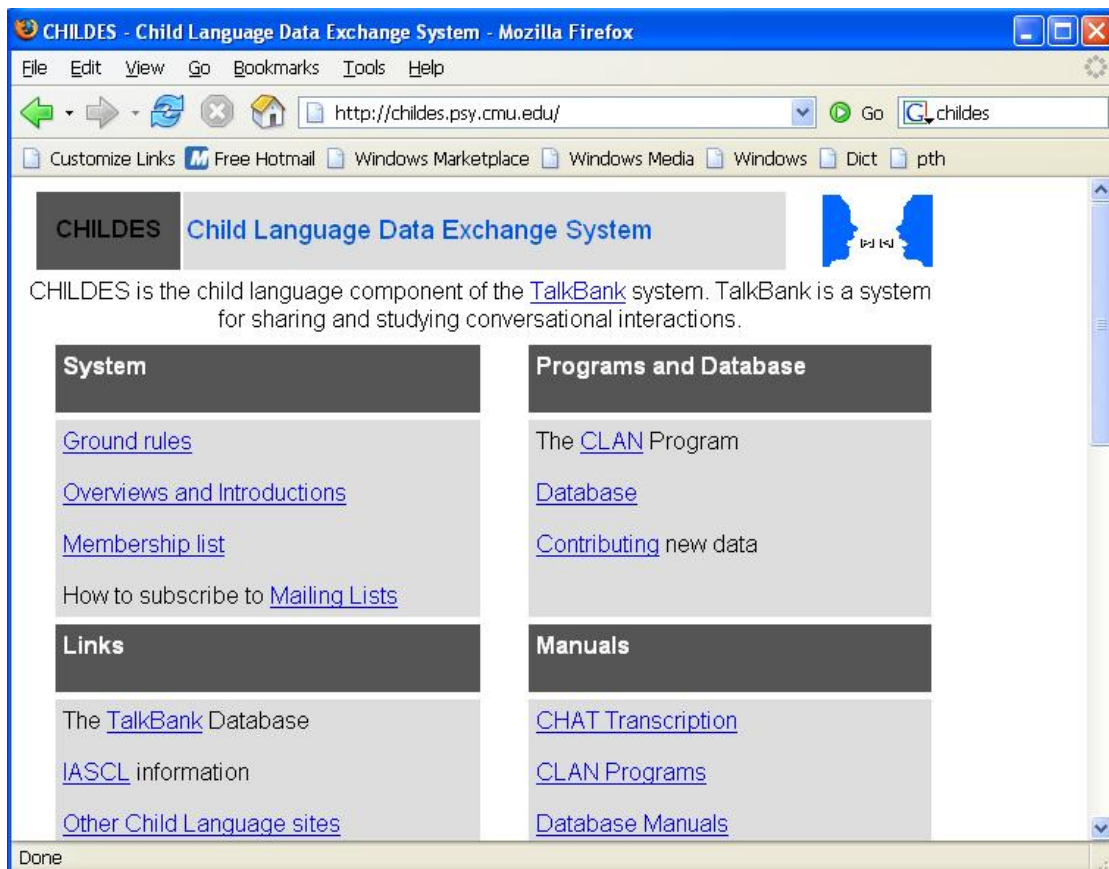 CHILDES - Child Language Data Exchange System - Mozilla Firefox
File Edit View Go Bookmarks Tools Help
http://childes.psy.cmu.edu/ Go G childes
Customize Links M Free Hotmail Windows Marketplace Windows Media Windows Dict pth
CHILDES Child Language Data Exchange System
CHILDES is the child language component of the TalkBank system. TalkBank is a system
for sharing and studying conversational interactions.
System
Ground rules
Overviews and Introductions
Membership list
How to subscribe to Mailing Lists
Programs and Database
The CLAN Program
Database
Contributing new data
Links
The TalkBank Database
IASCL information
Other Child Language sites
Manuals
CHAT Transcription
CLAN Programs
Database Manuals
Done